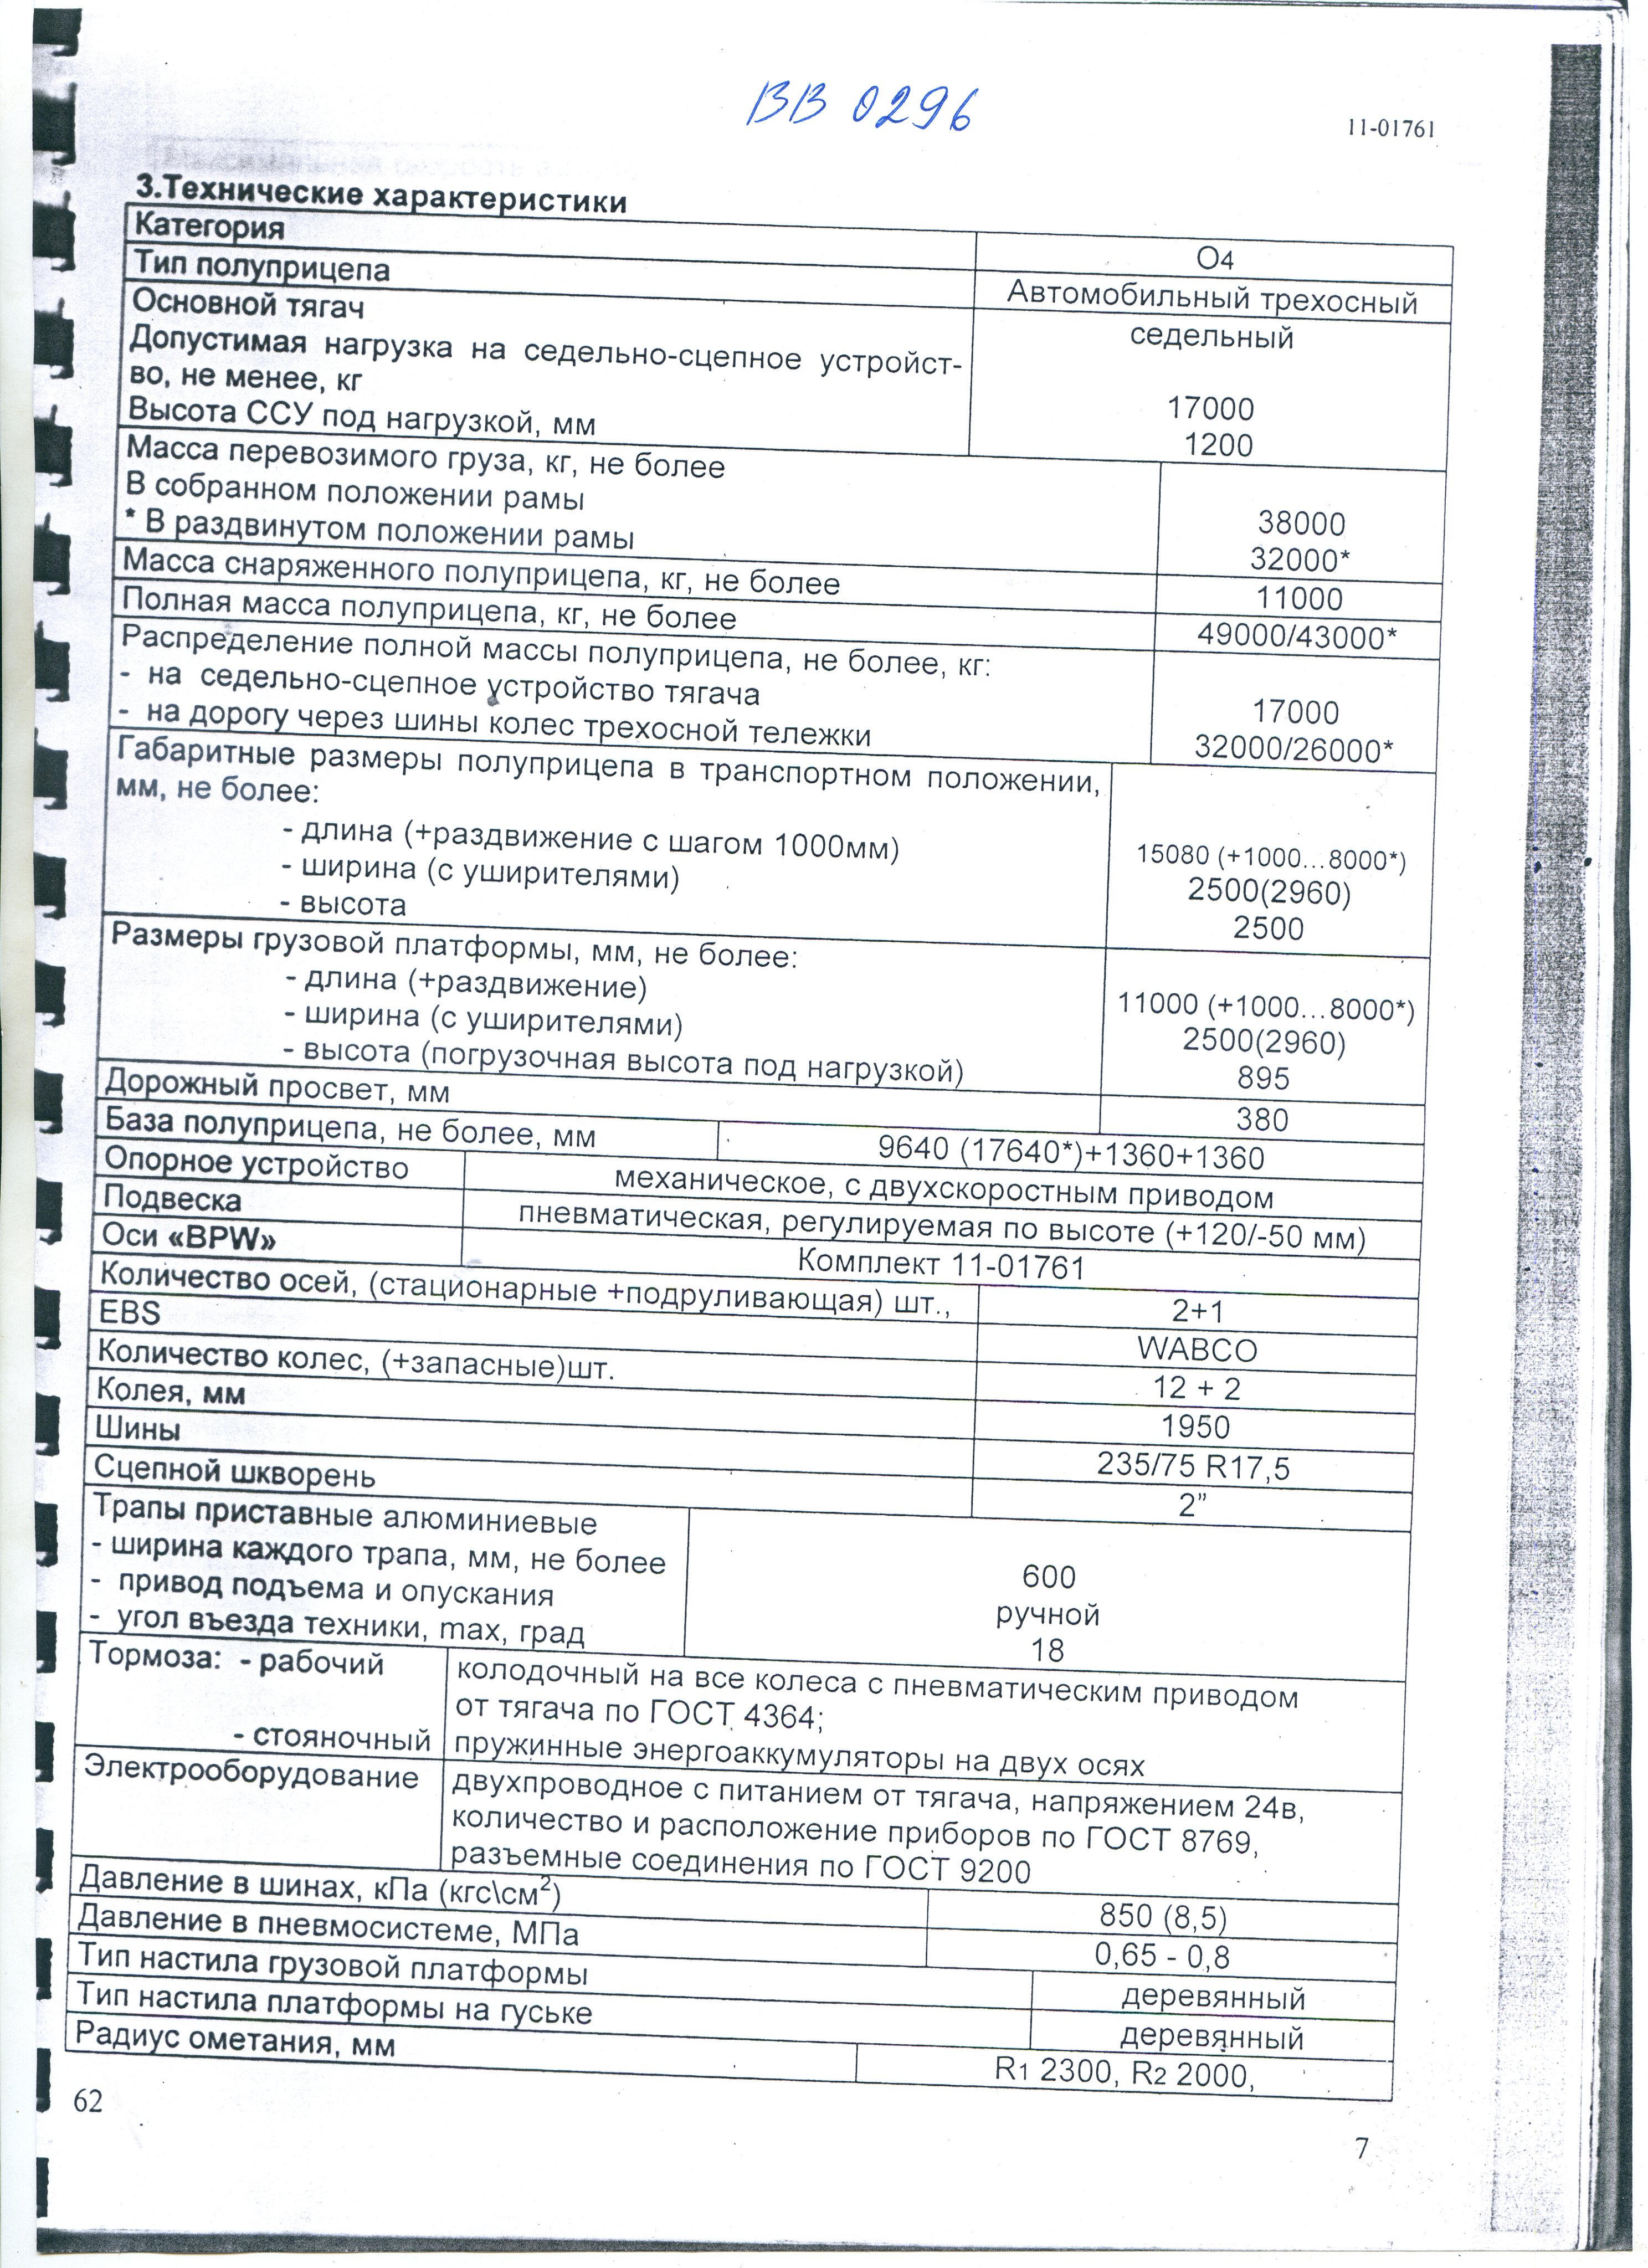 ВВ 0296
11-01761
3.Технические характеристики
Категория
О4
Тип полуприцепа
Автомобильный трехосный
Основной тягач
седельный
Допустимая нагрузка на седельно-сцепное устройст-
во, не менее, кг
17000
Высота ССУ под нагрузкой, мм
1200
Масса перевозимого груза, кг, не более
В собранном положении рамы
38000
* В раздвинутом положении рамы
32000*
Масса снаряженного полуприцепа, кг, не более
11000
Полная масса полуприцепа, кг, не более
49000/43000*
Распределение полной массы полуприцепа, не более, кг:
- на седельно-сцепное устройство тягача
17000
- на дорогу через шины колес трехосной тележки
32000/26000*
Габаритные размеры полуприцепа в транспортном положении,
мм, не более:
- длина (+раздвижение с шагом 1000мм)
15080 (+1000...8000*)
- ширина (с уширителями)
2500(2960)
- высота
2500
Размеры грузовой платформы, мм, не более:
- длина (+раздвижение)
11000 (+1000...8000*)
- ширина (с уширителями)
2500(2960)
- высота (погрузочная высота под нагрузкой)
895
Дорожный просвет, мм
380
База полуприцепа, не более, мм
9640 (17640*)+1360+1360
Опорное устройство
механическое, с двухскоростным приводом
Подвеска
пневматическая, регулируемая по высоте (+120/-50 мм)
Оси «BPW»
Комплект 11-01761
Количество осей, (стационарные +подруливающая) шт.,
2+1
EBS
WABCO
Количество колес, (+запасные)шт.
12 + 2
Колея, мм
1950
Шины
235/75 R17,5
Сцепной шкворень
2”
Трапы приставные алюминиевые
- ширина каждого трапа, мм, не более
600
- привод подъема и опускания
ручной
- угол въезда техники, max, град
18
Тормоза: - рабочий
колодочный на все колеса с пневматическим приводом
от тягача по ГОСТ 4364;
- стояночный
пружинные энергоаккумуляторы на двух осях
Электрооборудование
двухпроводное с питанием от тягача, напряжением 24в,
количество и расположение приборов по ГОСТ 8769,
разъемные соединения по ГОСТ 9200
Давление в шинах, кПа (кгс\см²)
850 (8,5)
Давление в пневмосистеме, МПа
0,65 - 0,8
Тип настила грузовой платформы
деревянный
Тип настила платформы на гуське
деревянный
Радиус ометания, мм
R1 2300, R2 2000,
62
7